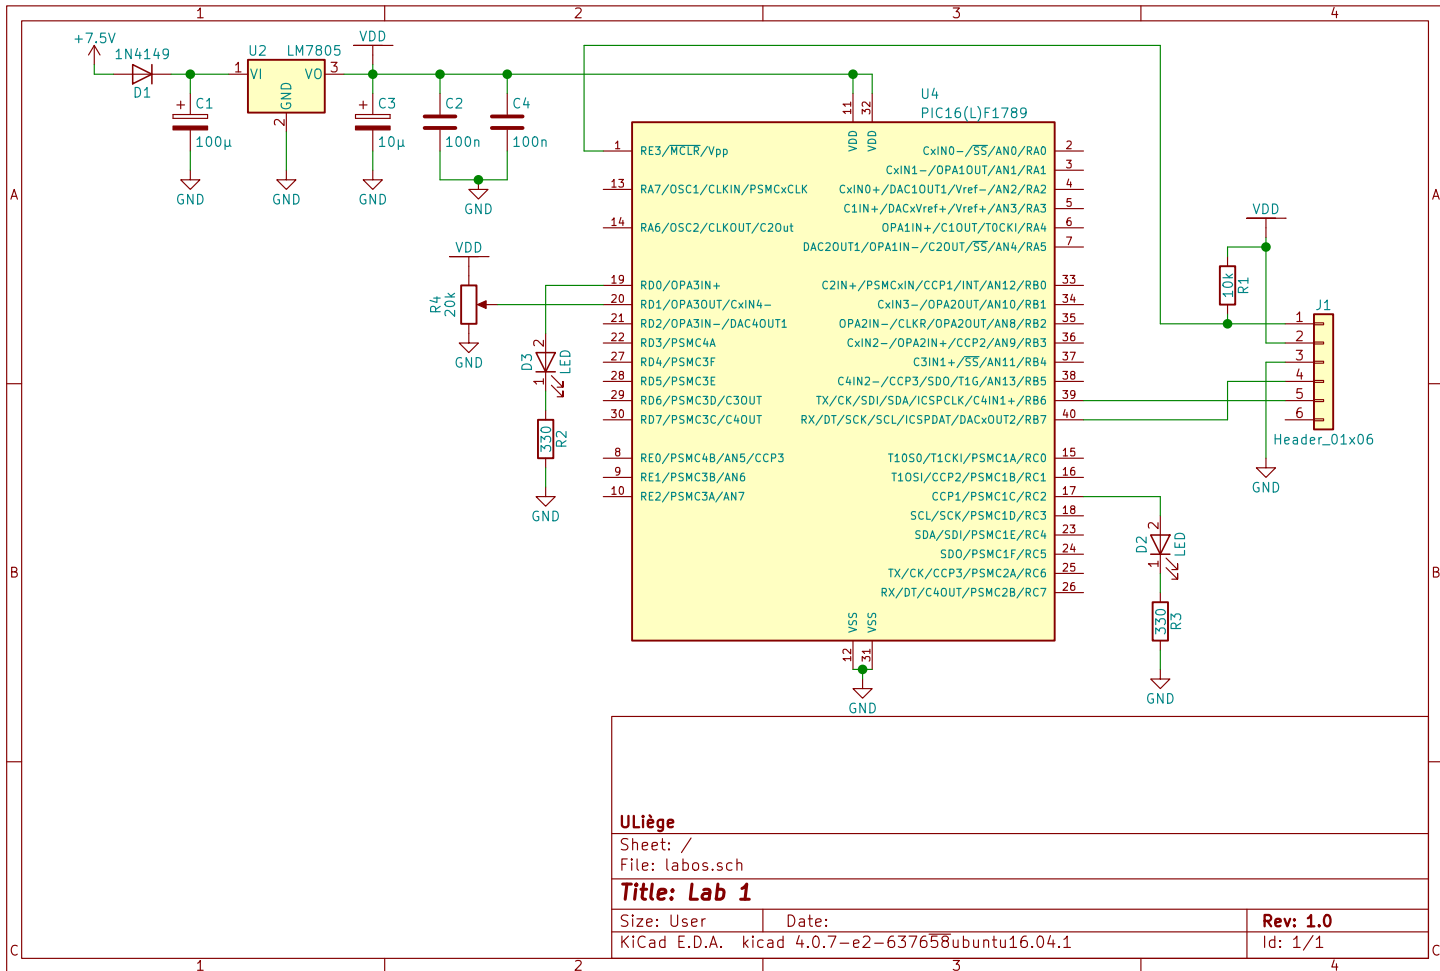 1 2 3 4
+7.5V
1N4149
D1
U2 LM7805
1 VI VO 3
GND
2
VDD
+ C1
100µ
+ C3
10µ
C2
100n
C4
100n
GND
GND
GND
GND
U4
PIC16(L)F1789
11 32
VDD VDD
1 RE3/MCLR/Vpp
13 RA7/OSC1/CLKIN/PSMCxCLK
14 RA6/OSC2/CLKOUT/C2Out
19 RD0/OPA3IN+
20 RD1/OPA3OUT/CxIN4-
21 RD2/OPA3IN-/DAC4OUT1
22 RD3/PSMC4A
27 RD4/PSMC3F
28 RD5/PSMC3E
29 RD6/PSMC3D/C3OUT
30 RD7/PSMC3C/C4OUT
8 RE0/PSMC4B/AN5/CCP3
9 RE1/PSMC3B/AN6
10 RE2/PSMC3A/AN7
CxIN0-/SS/AN0/RA0 2
CxIN1-/OPA1OUT/AN1/RA1 3
CxIN0+/DAC1OUT1/Vref-/AN2/RA2 4
C1IN+/DACxVref+/Vref+/AN3/RA3 5
OPA1IN+/C1OUT/T0CKI/RA4 6
DAC2OUT1/OPA1IN-/C2OUT/SS/AN4/RA5 7
C2IN+/PSMCxIN/CCP1/INT/AN12/RB0 33
CxIN3-/OPA2OUT/AN10/RB1 34
OPA2IN-/CLKR/OPA2OUT/AN8/RB2 35
CxIN2-/OPA2IN+/CCP2/AN9/RB3 36
C3IN1+/SS/AN11/RB4 37
C4IN2-/CCP3/SDO/T1G/AN13/RB5 38
TX/CK/SDI/SDA/ICSPCLK/C4IN1+/RB6 39
RX/DT/SCK/SCL/ICSPDAT/DACxOUT2/RB7 40
T1OSO/T1CKI/PSMC1A/RC0 15
T1OSI/CCP2/PSMC1B/RC1 16
CCP1/PSMC1C/RC2 17
SCL/SCK/PSMC1D/RC3 18
SDA/SDI/PSMC1E/RC4 23
SDO/PSMC1F/RC5 24
TX/CK/CCP3/PSMC2A/RC6 25
RX/DT/C4OUT/PSMC2B/RC7 26
VSS VSS
12 31
GND
VDD
R4
20k
GND
D3
2
1
LED
330
R2
GND
VDD
10k
R1
J1
1
2
3
4
5
6
Header_01x06
GND
D2
2
1
LED
330
R3
GND
A A
B B
C C
ULiège
Sheet: /
File: labos.sch
Title: Lab 1
Size: User Date: Rev: 1.0
KiCad E.D.A. kicad 4.0.7-e2-637658ubuntu16.04.1 Id: 1/1
1 2 3 4